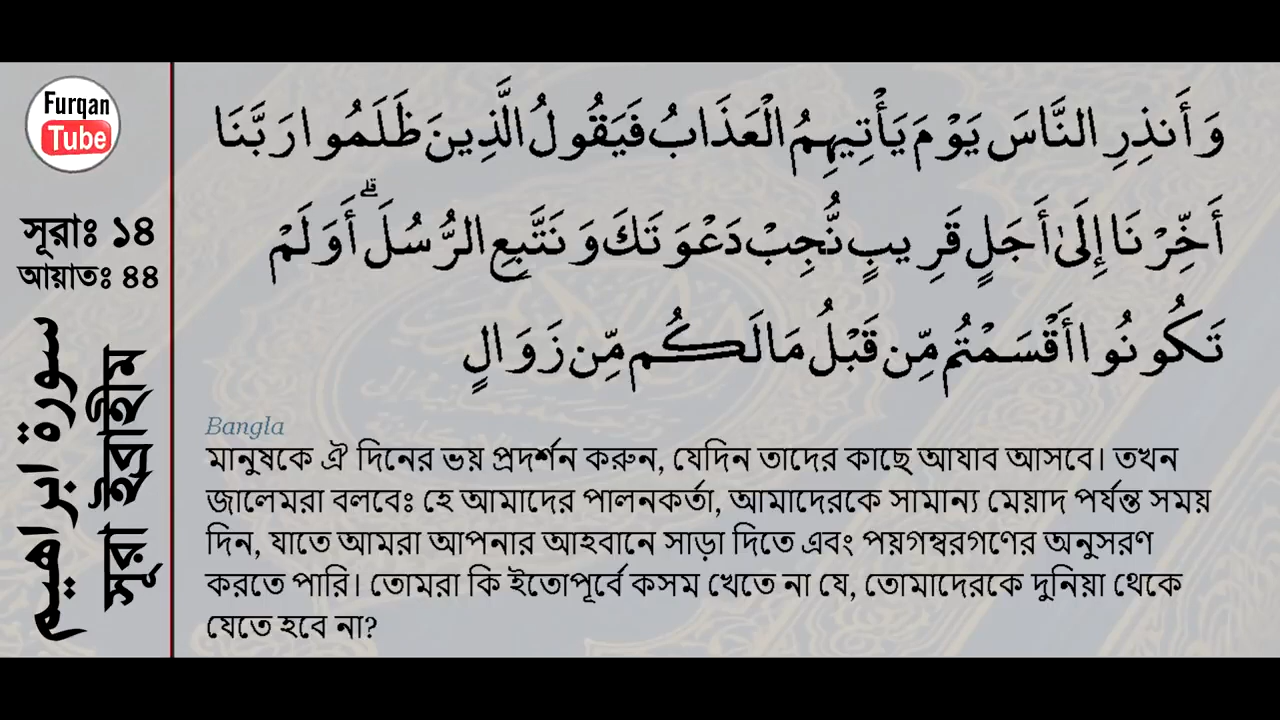 Furqan
Tube
সূরাঃ ১৪
আয়াতঃ ৪৪
سورة ابراهيم
সূরা ইব্রাহীম
وَأَنذِرِ النَّاسَ يَوْمَ يَأْتِيهِمُ الْعَذَابُ فَيَقُولُ الَّذِينَ ظَلَمُوا رَبَّنَا
أَخِّرْنَا إِلَىٰ أَجَلٍ قَرِيبٍ نُّجِبْ دَعْوَتَكَ وَنَتَّبِعِ الرُّسُلَ ۗ أَوَلَمْ
تَكُونُوا أَقْسَمْتُم مِّن قَبْلُ مَا لَكُم مِّن زَوَالٍ
Bangla
মানুষকে ঐ দিনের ভয় প্রদর্শন করুন, যেদিন তাদের কাছে আযাব আসবে। তখন
জালেমরা বলবেঃ হে আমাদের পালনকর্তা, আমাদেরকে সামান্য মেয়াদ পর্যন্ত সময়
দিন, যাতে আমরা আপনার আহবানে সাড়া দিতে এবং পয়গম্বরগণের অনুসরণ
করতে পারি। তোমরা কি ইতোপূর্বে কসম খেতে না যে, তোমাদেরকে দুনিয়া থেকে
যেতে হবে না?